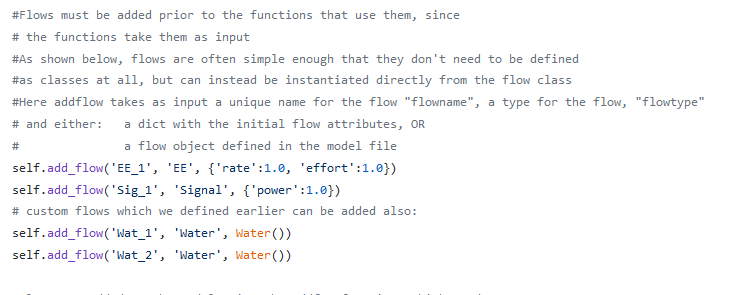 #Flows must be added prior to the functions that use them, since
# the functions take them as input
#As shown below, flows are often simple enough that they don't need to be defined
#as classes at all, but can instead be instantiated directly from the flow class
#Here addflow takes as input a unique name for the flow "flowname", a type for the flow, "flowtype"
# and either:   a dict with the initial flow attributes, OR
#               a flow object defined in the model file
self.add_flow('EE_1', 'EE', {'rate':1.0, 'effort':1.0})
self.add_flow('Sig_1', 'Signal', {'power':1.0})
# custom flows which we defined earlier can be added also:
self.add_flow('Wat_1', 'Water', Water())
self.add_flow('Wat_2', 'Water', Water())